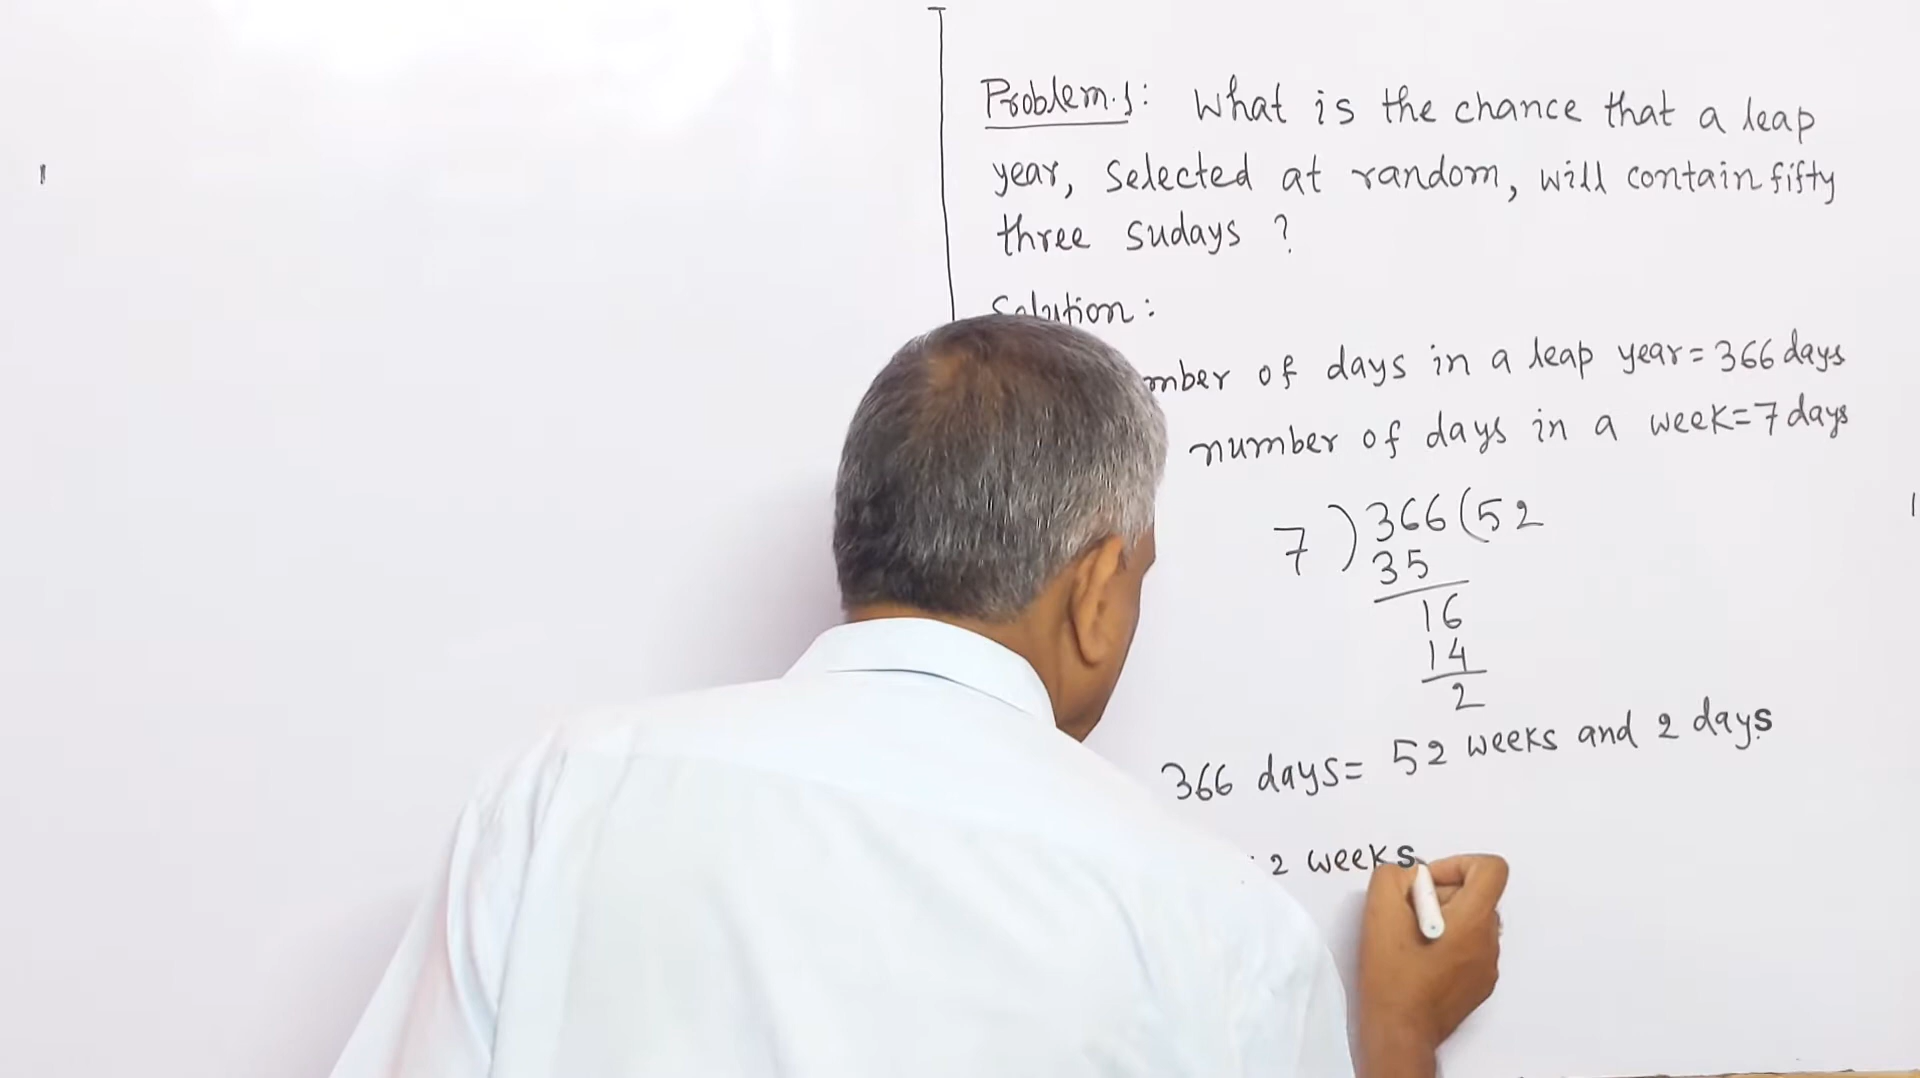 Problem.1: What is the chance that a leap
year, Selected at random, will contain fifty
three sudays ?
Solution:
mber of days in a leap year=366 days
number of days in a week=7 days
7)366(52
35
16
14
2
366 days= 52 weeks and 2 days
2 weeks